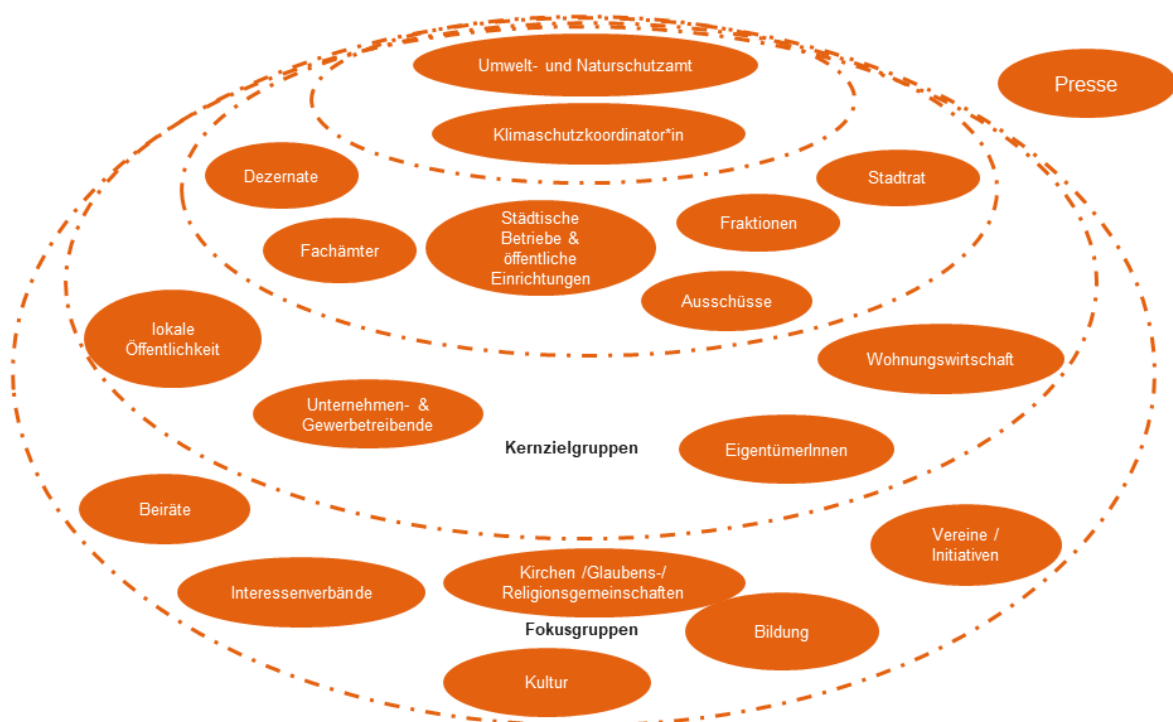 Umwelt- und Naturschutzamt
Presse
Klimaschutzkoordinator*in
Dezernate
Stadtrat
Städtische
Betriebe &
öffentliche
Einrichtungen
Fraktionen
Fachämter
Ausschüsse
lokale
Öffentlichkeit
Wohnungswirtschaft
Unternehmen- &
Gewerbetreibende
Kernzielgruppen
EigentümerInnen
Beiräte
Vereine /
Initiativen
Kirchen /Glaubens-/
Religionsgemeinschaften
Interessenverbände
Fokusgruppen
Bildung
Kultur